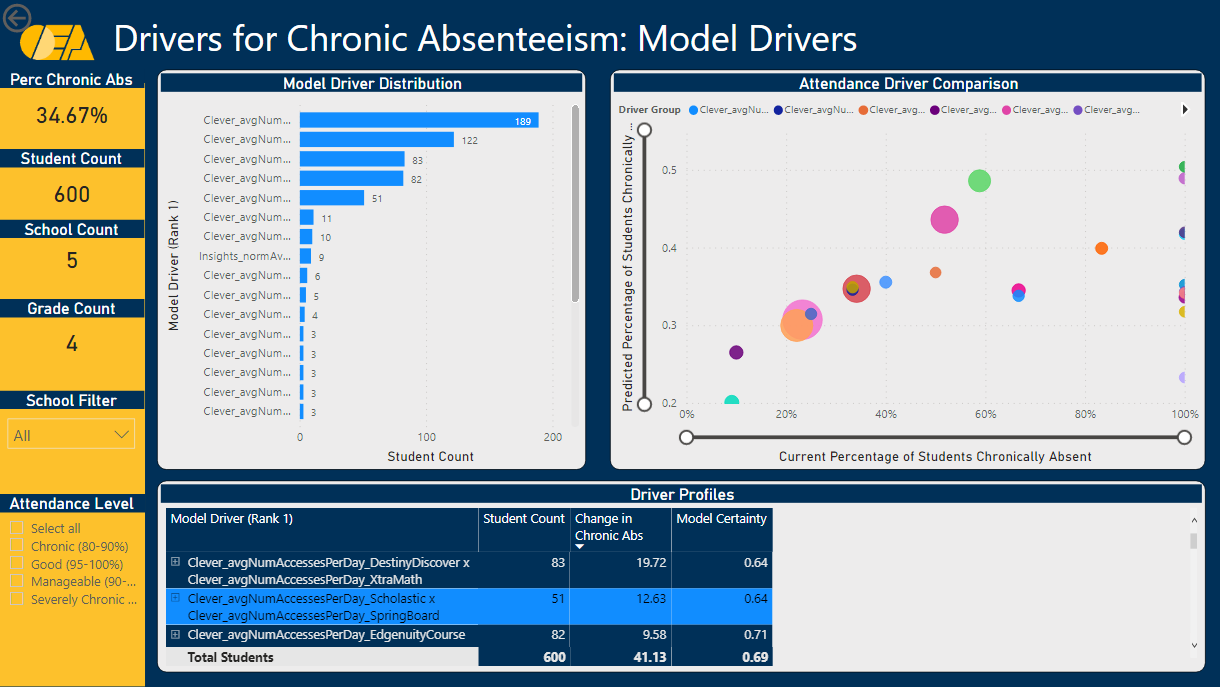 IEA
Drivers for Chronic Absenteeism: Model Drivers
Perc Chronic Abs
34.67%
Student Count
600
School Count
5
Grade Count
4
School Filter
All
Attendance Level
Select all
Chronic (80-90%)
Good (95-100%)
Manageable (90-...
Severely Chronic ...
Model Driver Distribution
Model Driver (Rank 1)
Clever_avgNum... 189
Clever_avgNum... 122
Clever_avgNum... 83
Clever_avgNum... 82
Clever_avgNum... 51
Clever_avgNum... 11
Clever_avgNum... 10
Insights_normAv... 9
Clever_avgNum... 6
Clever_avgNum... 5
Clever_avgNum... 4
Clever_avgNum... 3
Clever_avgNum... 3
Clever_avgNum... 3
Clever_avgNum... 3
Clever_avgNum... 3
0 100 200
Student Count
Attendance Driver Comparison
Driver Group Clever_avgNu... Clever_avgNu... Clever_avg... Clever_avg... Clever_avg... Clever_avg...
Predicted Percentage of Students Chronically ...
0.5
0.4
0.3
0.2
0% 20% 40% 60% 80% 100%
Current Percentage of Students Chronically Absent
Driver Profiles
Model Driver (Rank 1) Student Count Change in Chronic Abs Model Certainty
Clever_avgNumAccessesPerDay_DestinyDiscover x 83 19.72 0.64
Clever_avgNumAccessesPerDay_XtraMath
Clever_avgNumAccessesPerDay_Scholastic x 51 12.63 0.64
Clever_avgNumAccessesPerDay_SpringBoard
Clever_avgNumAccessesPerDay_EdgenuityCourse 82 9.58 0.71
Total Students 600 41.13 0.69